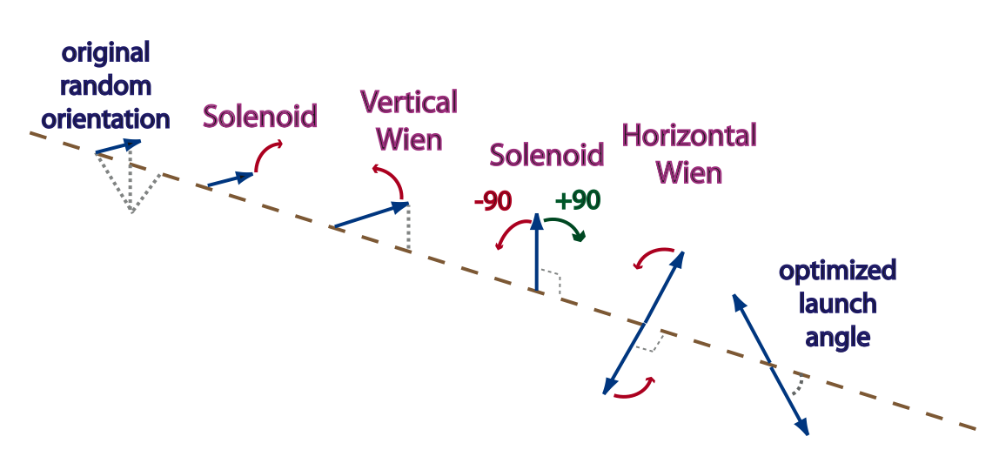 original
random
orientation
Solenoid
Vertical
Wien
Solenoid
-90
+90
Horizontal
Wien
optimized
launch
angle